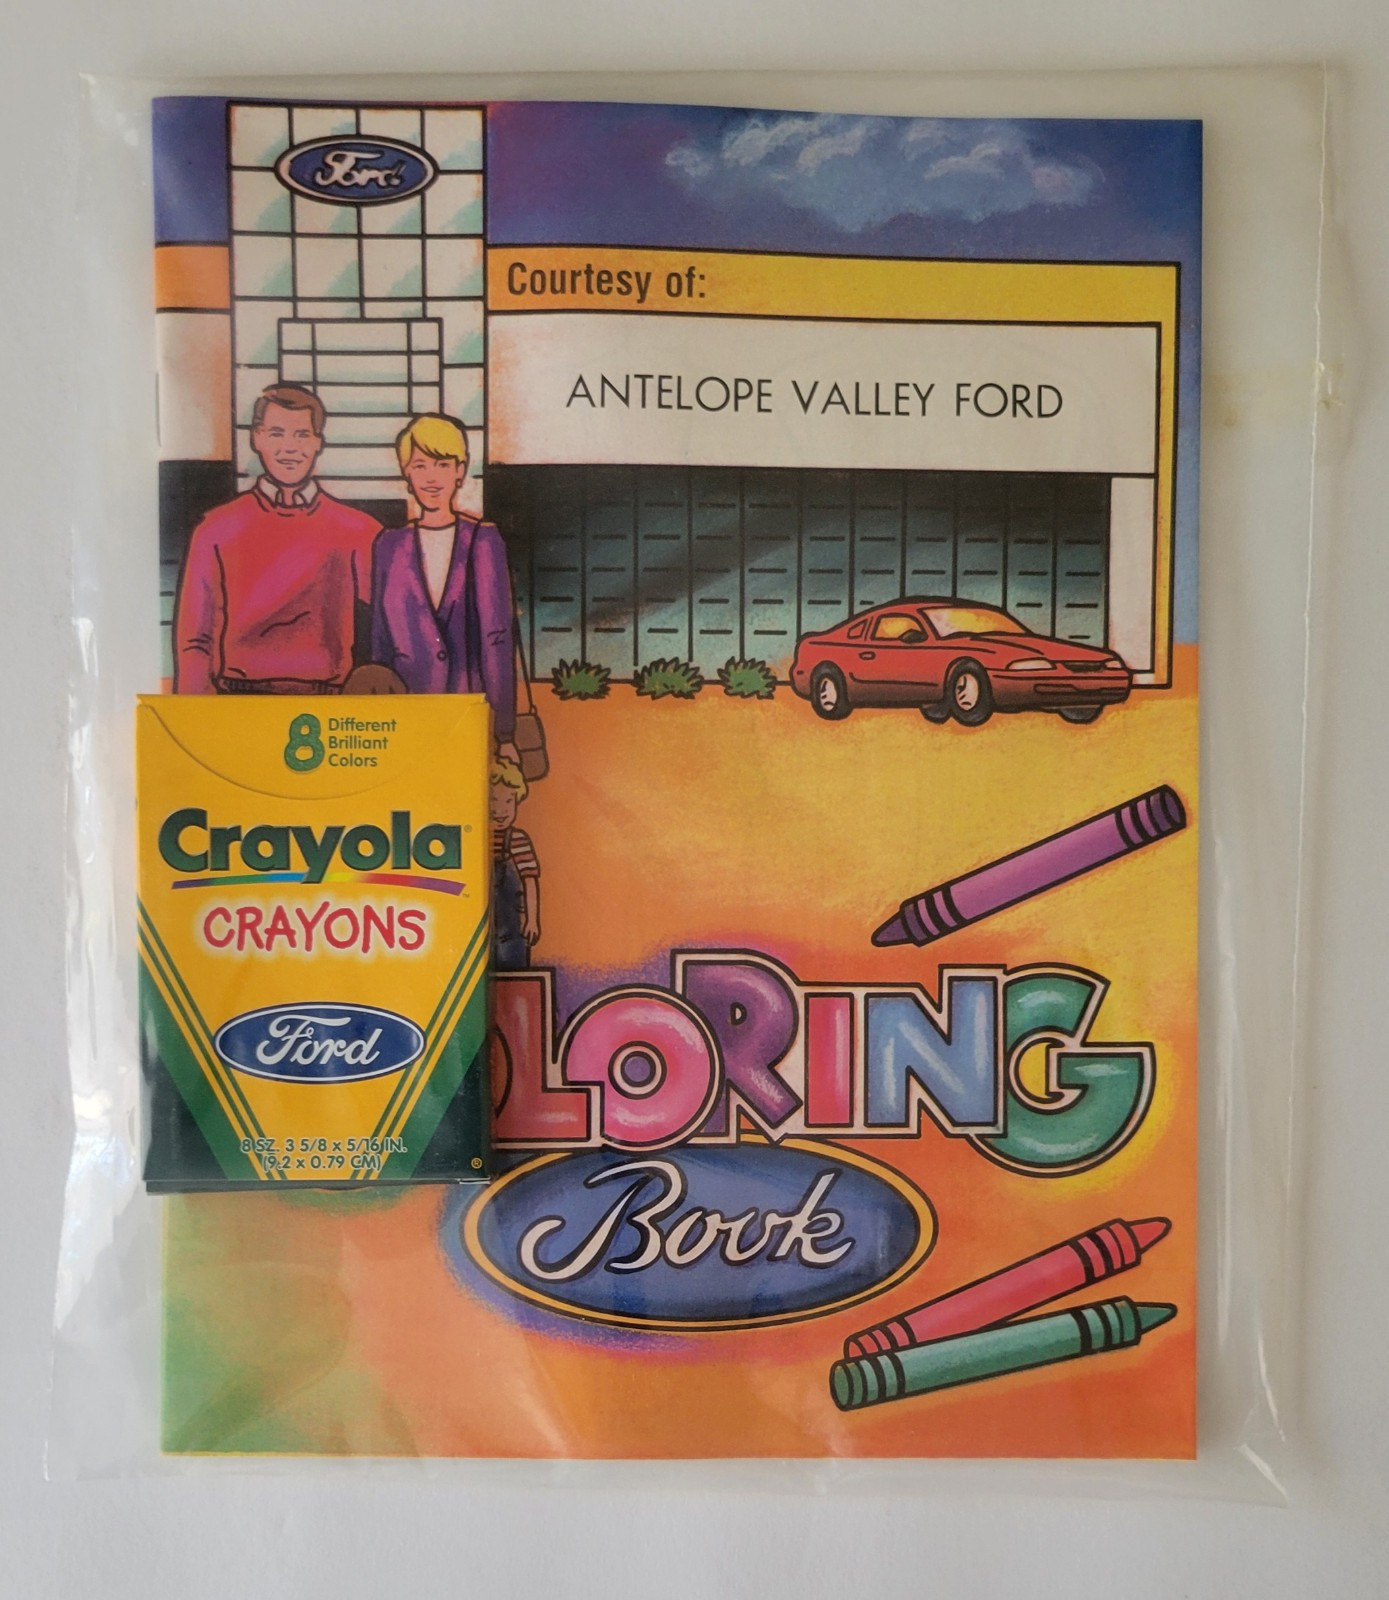 Ford
Courtesy of:
ANTELOPE VALLEY FORD
8 Different
Brilliant
Colors
Crayola®
™
CRAYONS
Ford
8 SZ. 3 5/8 x 5/16 IN.
(9.2 x 0.79 CM)
®
LORING
Book